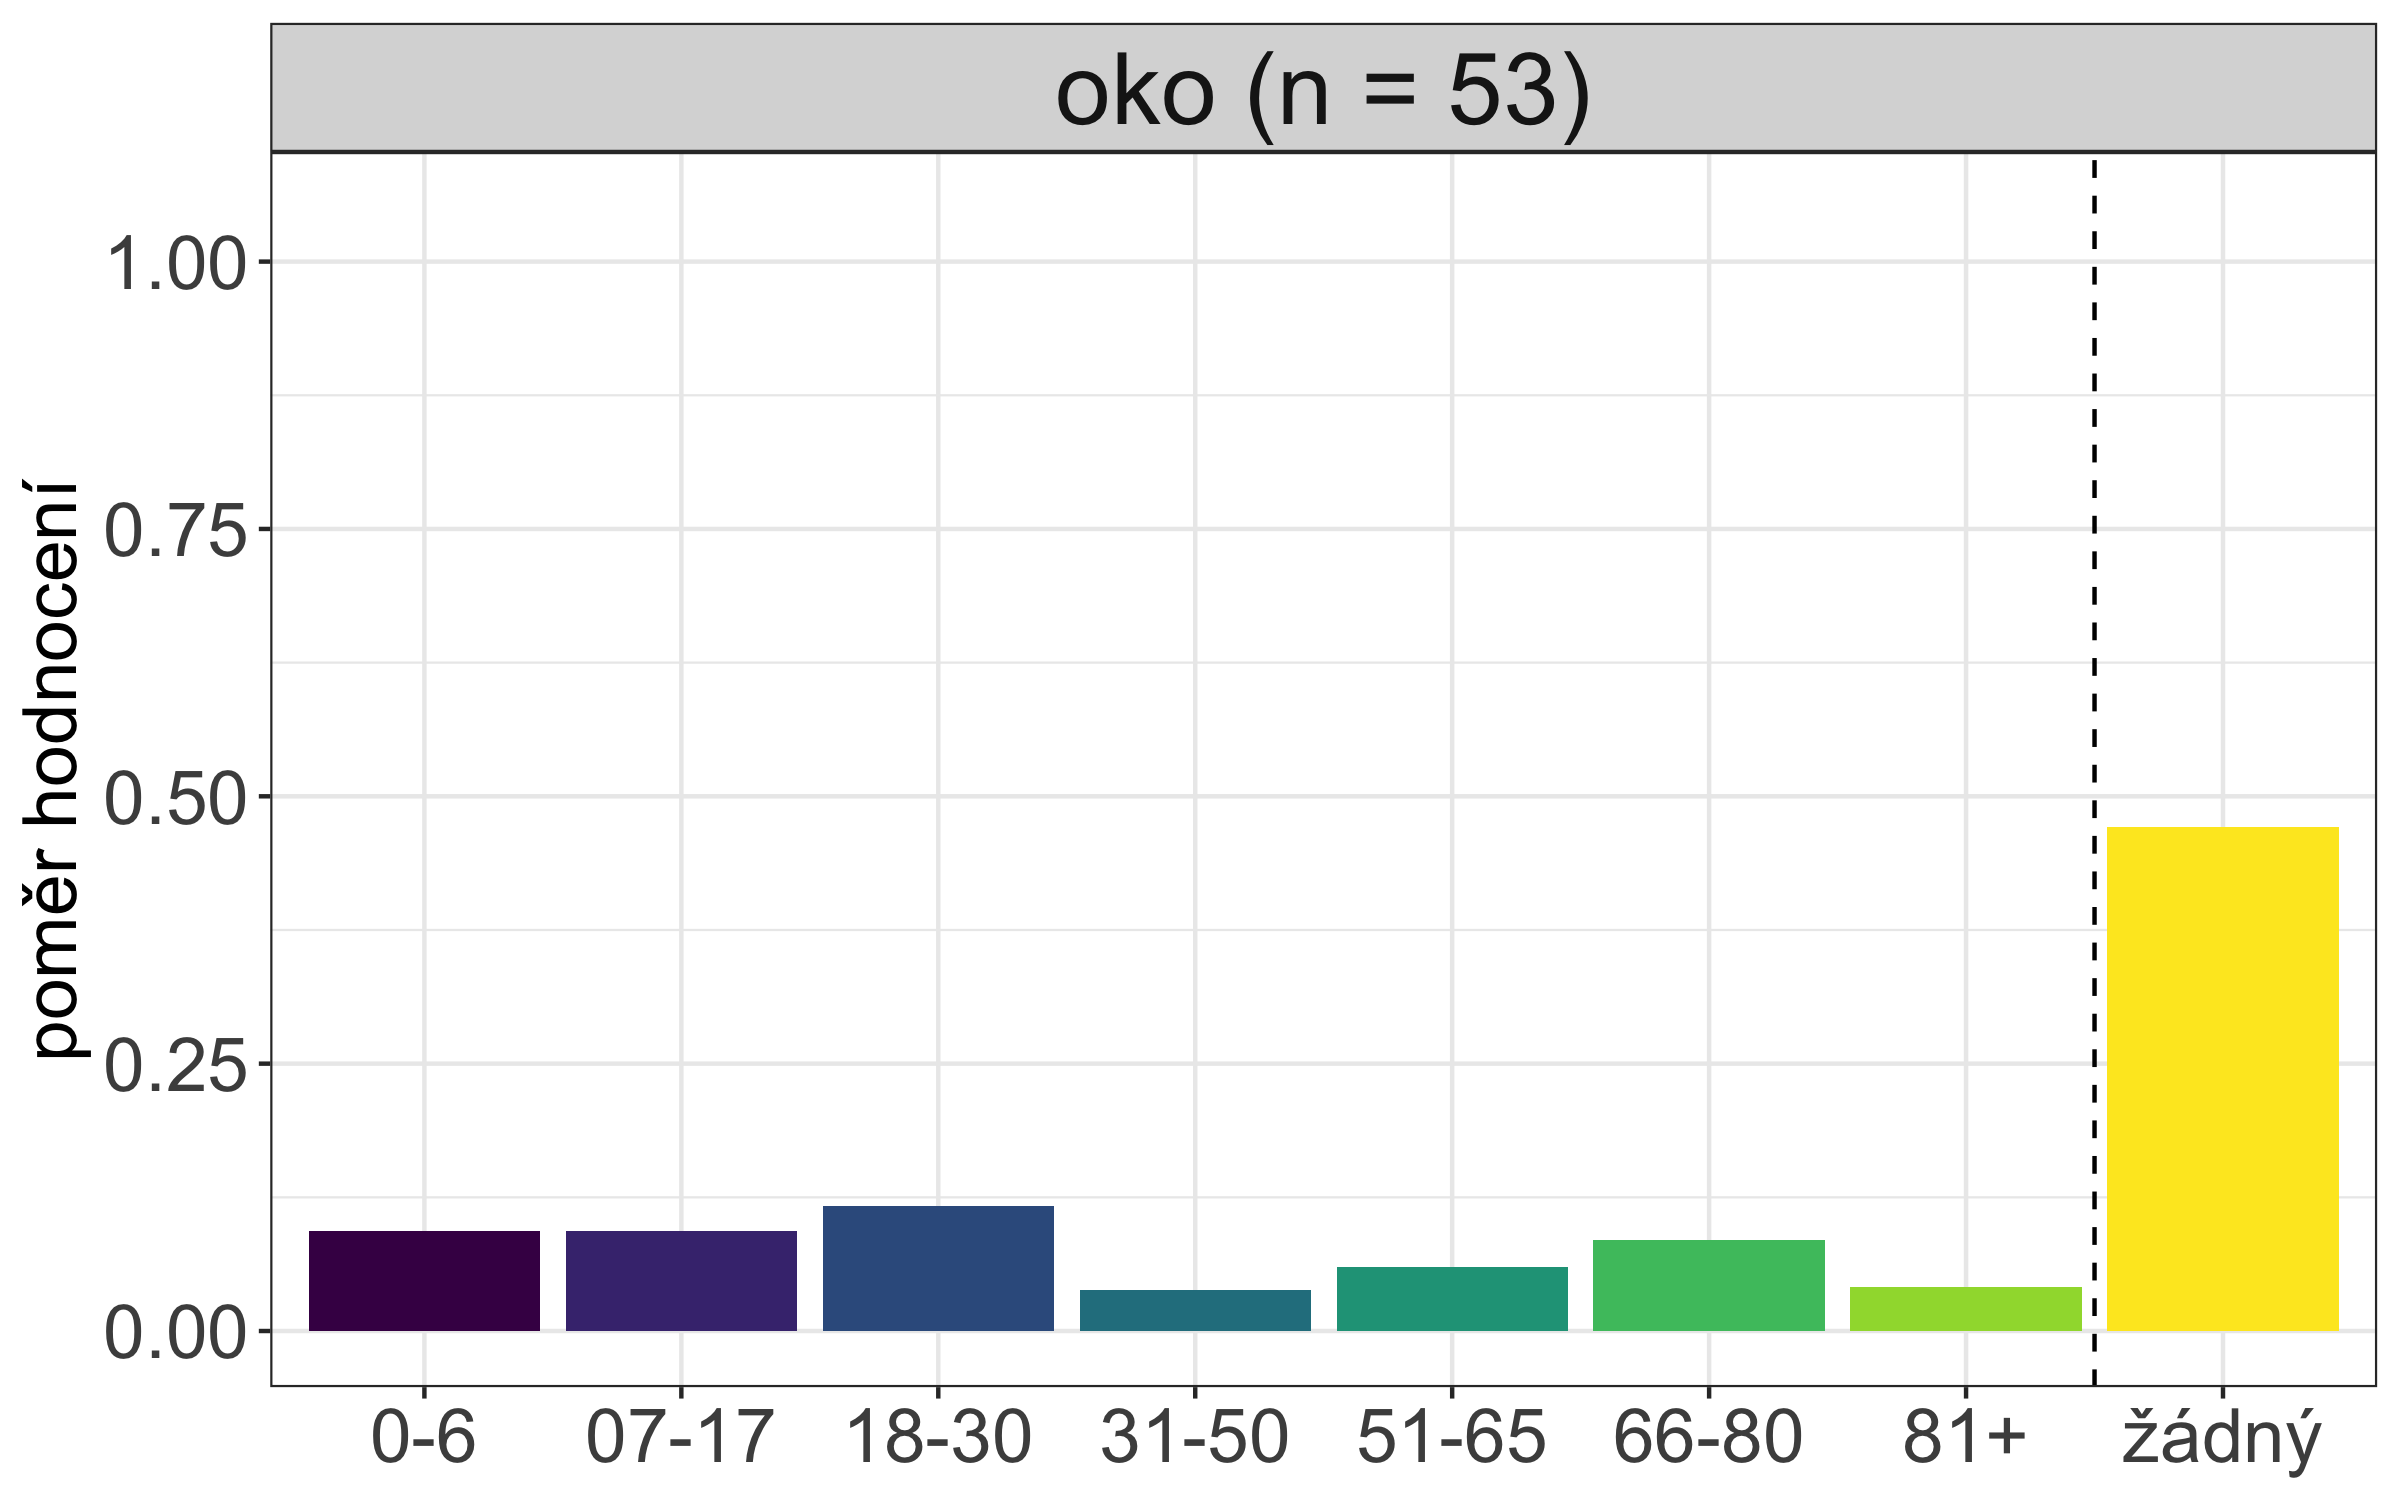 oko (n = 53)
poměr hodnocení
1.00
0.75
0.50
0.25
0.00
0-6 07-17 18-30 31-50 51-65 66-80 81+ žádný